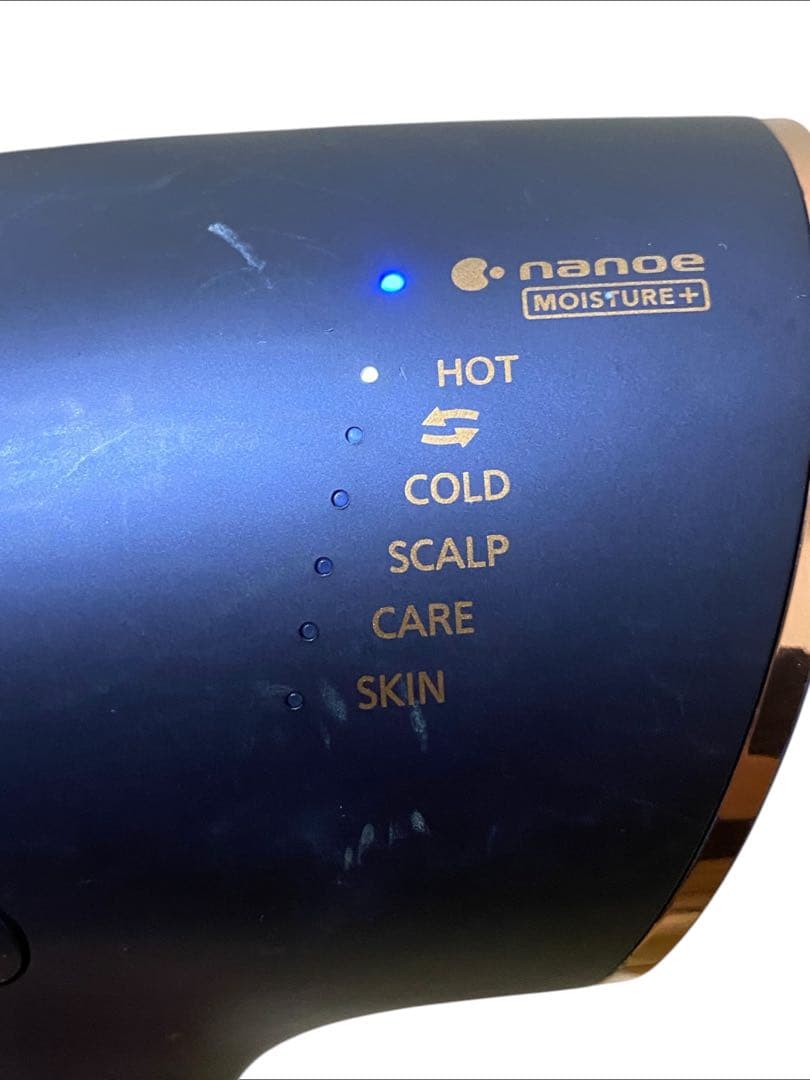 nanoe
MOISTURE+
HOT
COLD
SCALP
CARE
SKIN